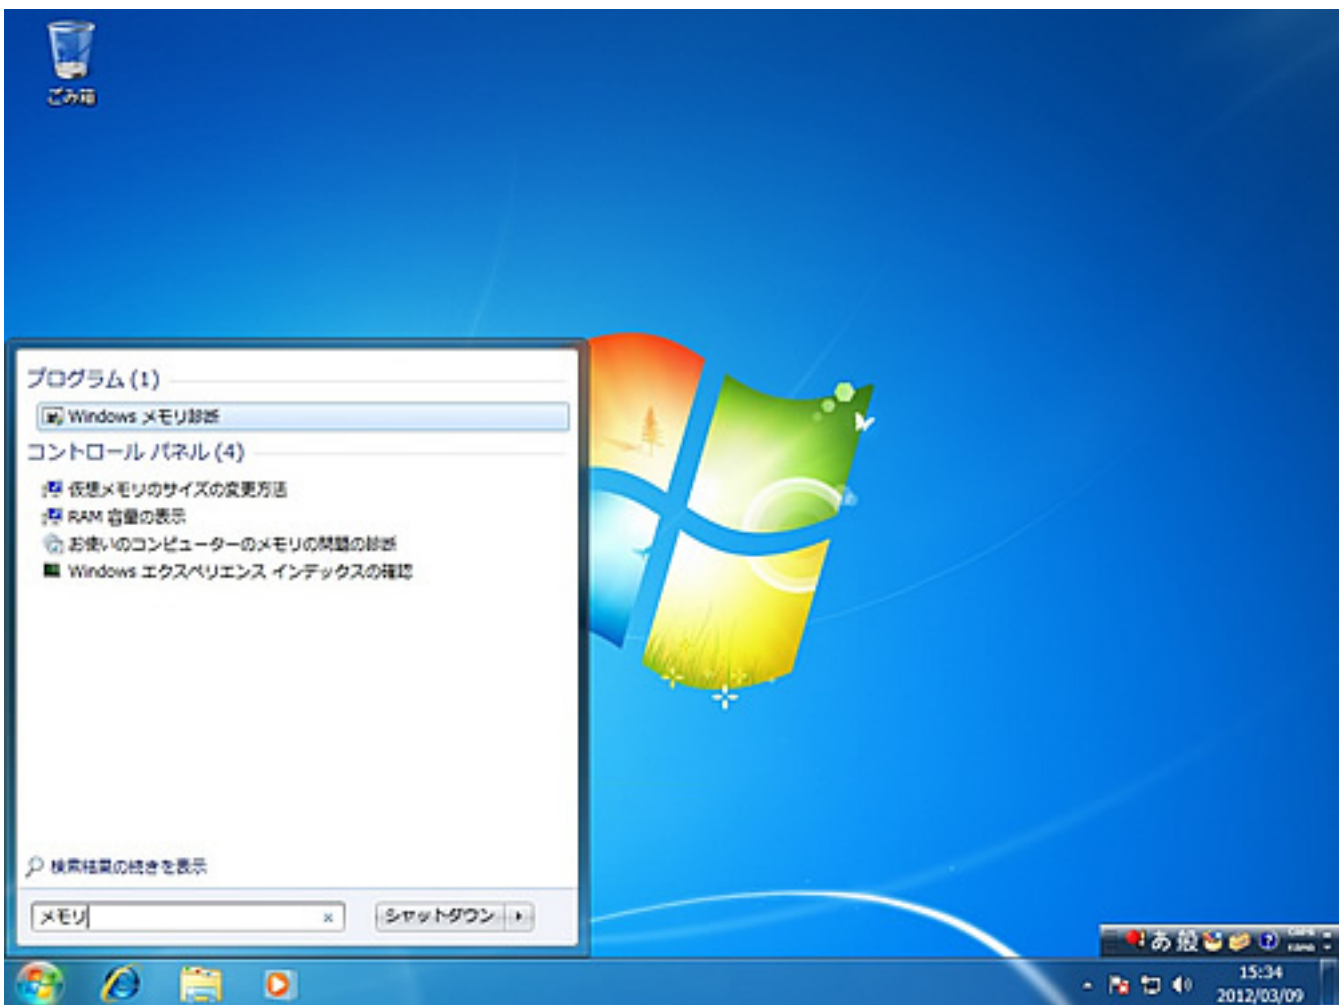 ごみ箱
プログラム (1)
Windows メモリ診断
コントロール パネル (4)
仮想メモリのサイズの変更方法
RAM 容量の表示
お使いのコンピューターのメモリの問題の診断
Windows エクスペリエンス インデックスの確認
検索結果の続きを表示
メモリ
シャットダウン
あ 般
CAPS
KANA
15:34
2012/03/09